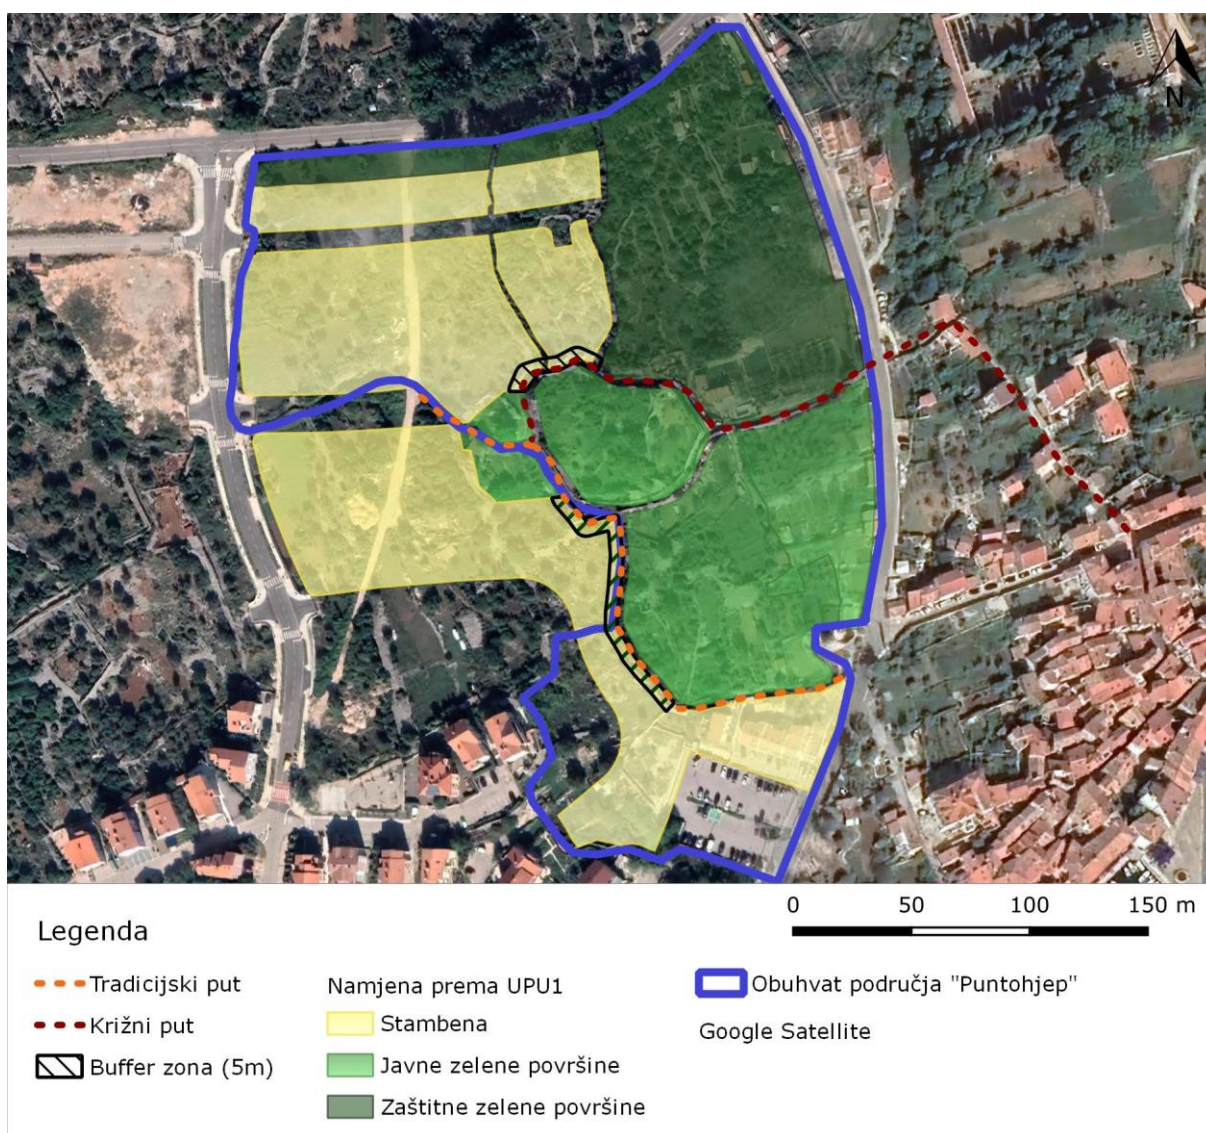 N
0 50 100 150 m
Legenda
Tradicijski put
Križni put
Buffer zona (5m)
Namjena prema UPU1
Stambena
Javne zelene površine
Zaštitne zelene površine
Obuhvat područja "Puntohjep"
Google Satellite